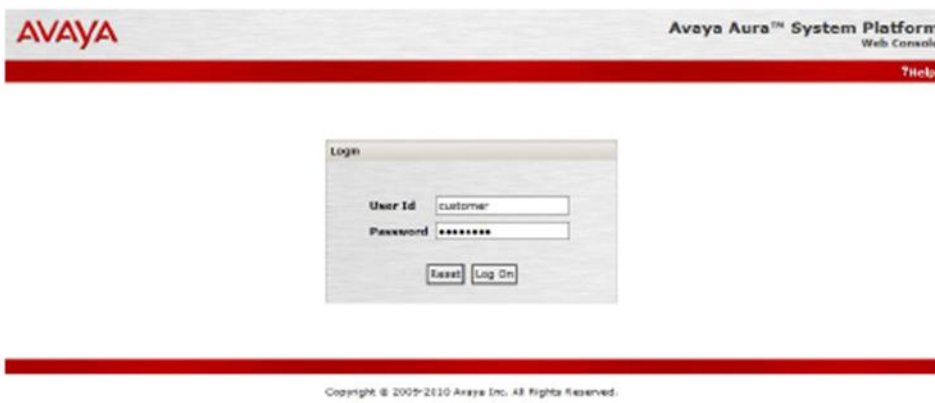 AVAYA
Avaya Aura™ System Platform
Web Console
?Help
Login
User Id customer
Password ••••••••
Reset Log On
Copyright © 2009-2010 Avaya Inc. All Rights Reserved.